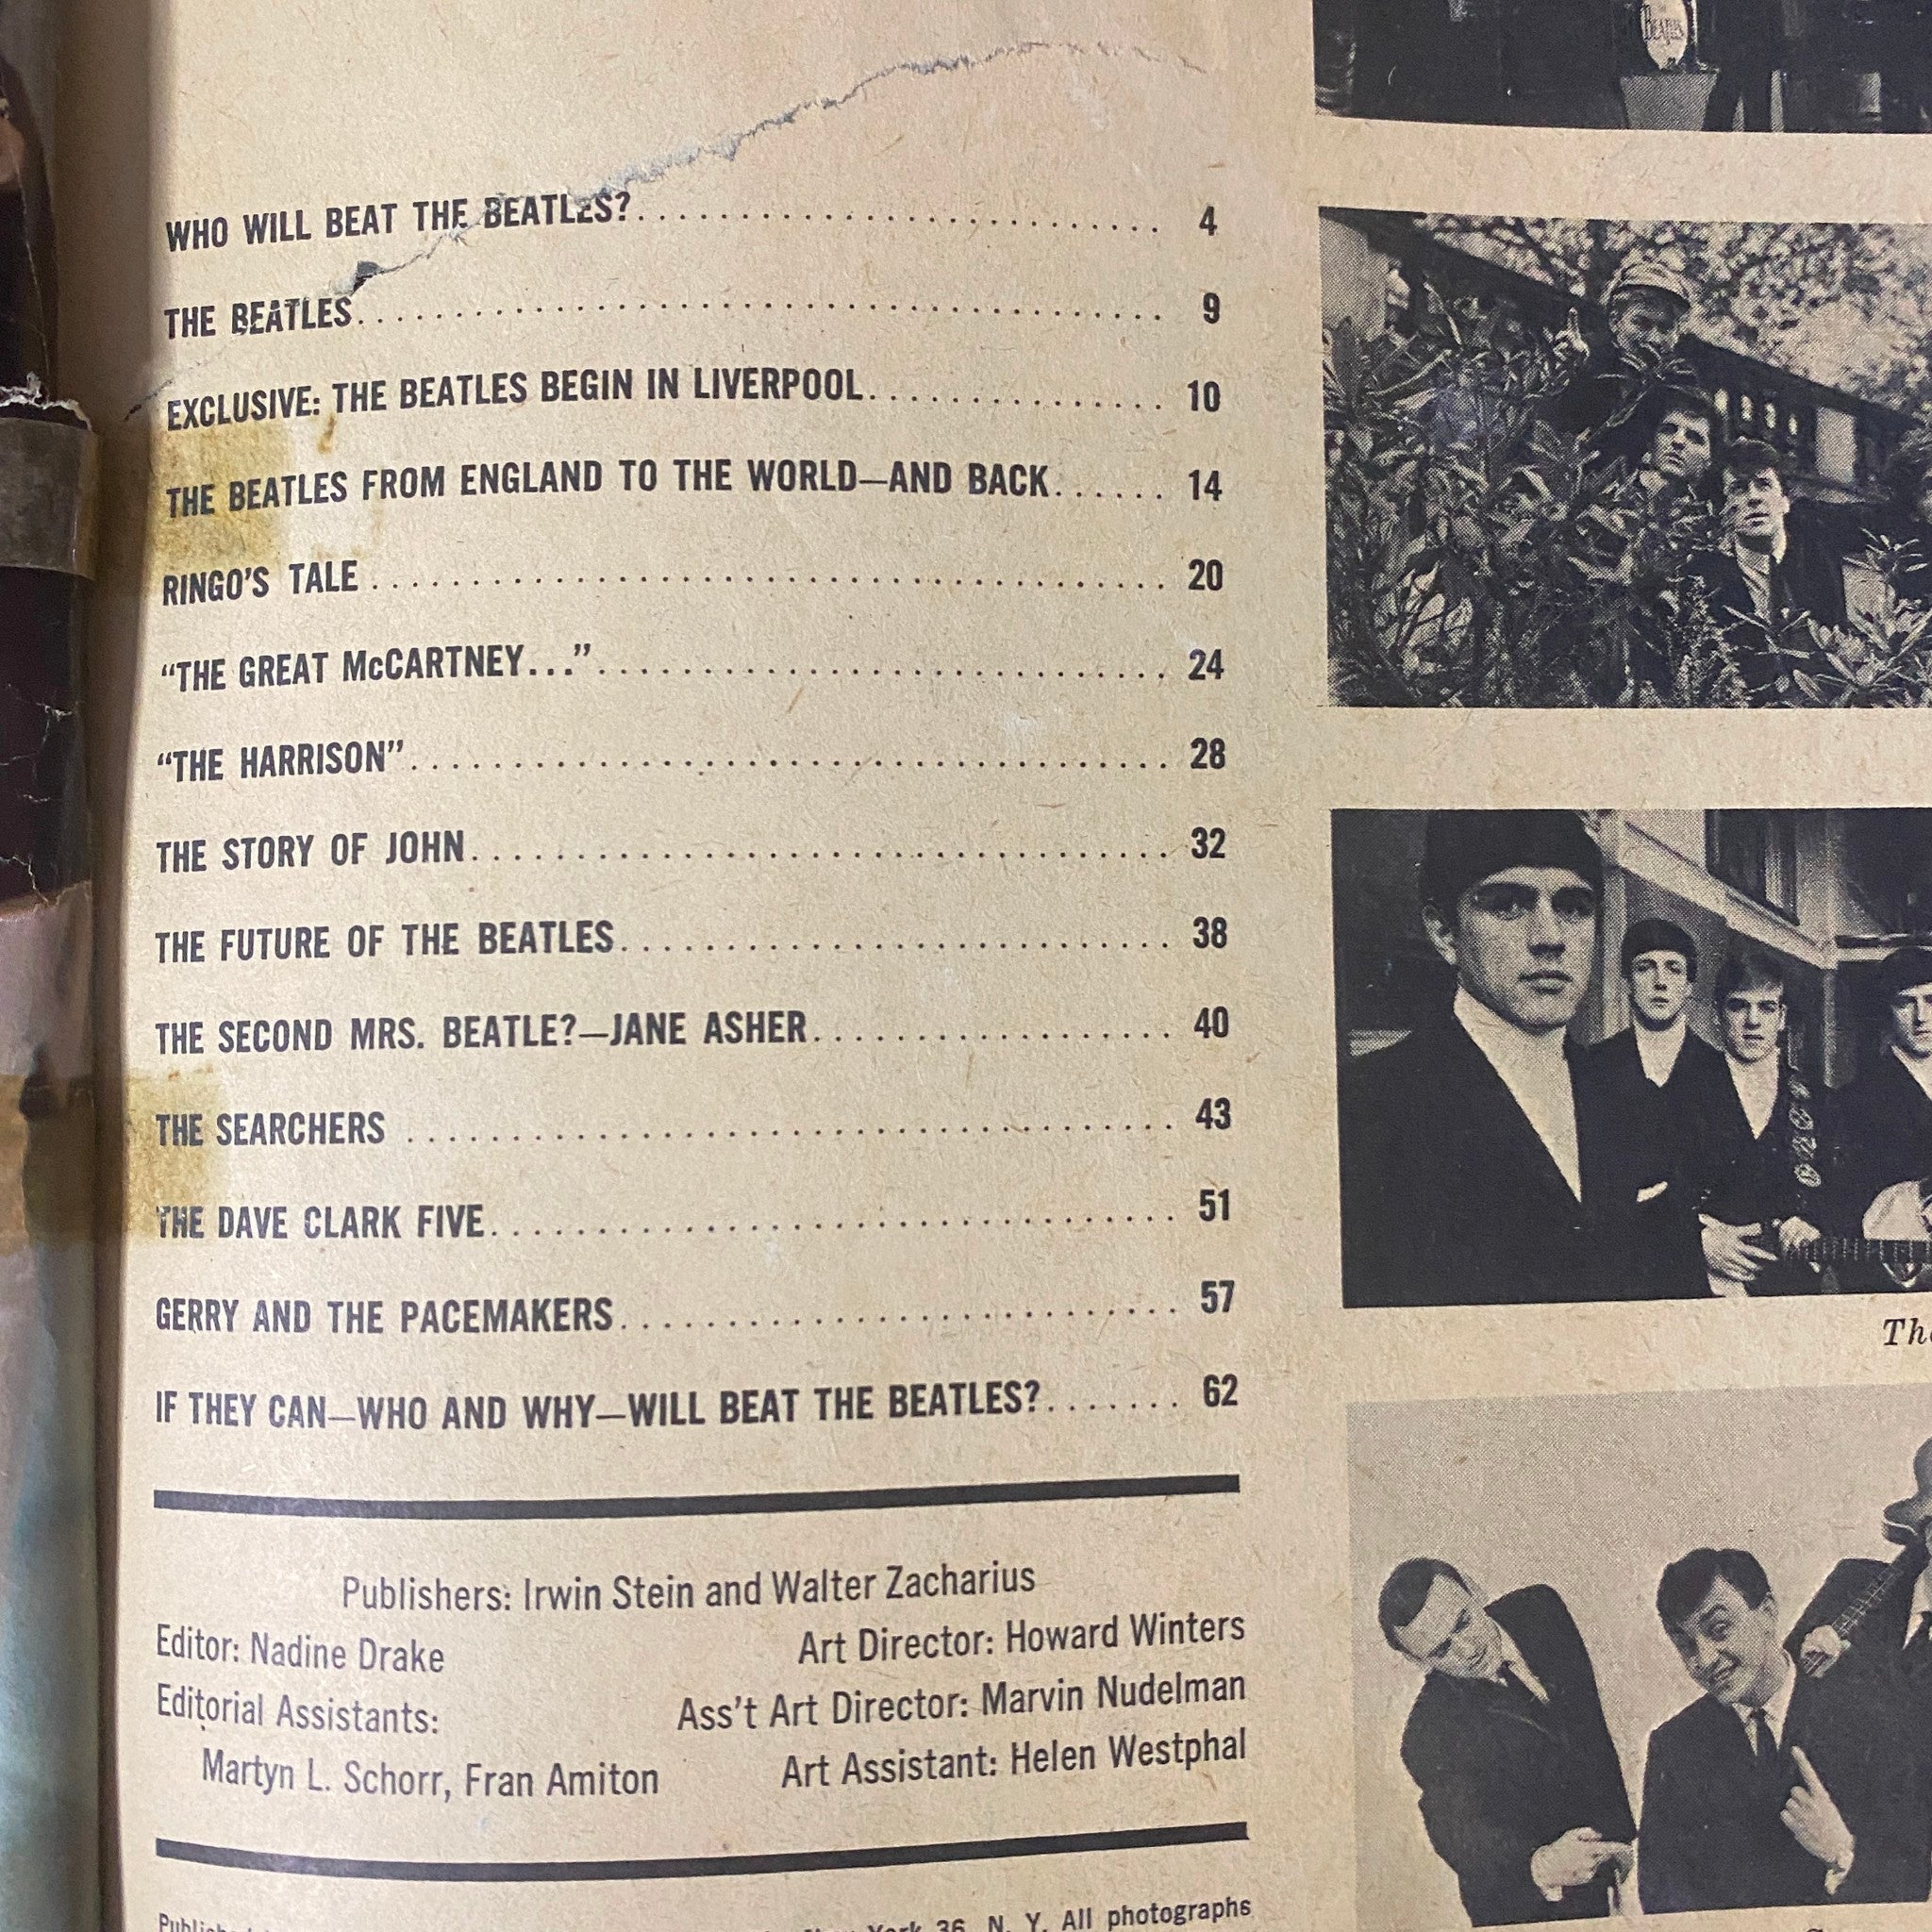 WHO WILL BEAT THE BEATLES?. . . . . . . . . . . . . . . . . . . . . . . . . . . . . 4
THE BEATLES. . . . . . . . . . . . . . . . . . . . . . . . . . . . . . . . . . . . . . . . . . . . . 9
EXCLUSIVE: THE BEATLES BEGIN IN LIVERPOOL. . . . . . . . . . . . . . . . . 10
THE BEATLES FROM ENGLAND TO THE WORLD—AND BACK. . . . . . 14
RINGO'S TALE . . . . . . . . . . . . . . . . . . . . . . . . . . . . . . . . . . . . . . . . . . . . 20
“THE GREAT McCARTNEY...”. . . . . . . . . . . . . . . . . . . . . . . . . . . . . . . . 24
“THE HARRISON”. . . . . . . . . . . . . . . . . . . . . . . . . . . . . . . . . . . . . . . . . . 28
THE STORY OF JOHN. . . . . . . . . . . . . . . . . . . . . . . . . . . . . . . . . . . . . . . 32
THE FUTURE OF THE BEATLES. . . . . . . . . . . . . . . . . . . . . . . . . . . . . . . 38
THE SECOND MRS. BEATLE?—JANE ASHER. . . . . . . . . . . . . . . . . . . . 40
THE SEARCHERS . . . . . . . . . . . . . . . . . . . . . . . . . . . . . . . . . . . . . . . . . . . 43
THE DAVE CLARK FIVE. . . . . . . . . . . . . . . . . . . . . . . . . . . . . . . . . . . . . . 51
GERRY AND THE PACEMAKERS. . . . . . . . . . . . . . . . . . . . . . . . . . . . . . . 57
IF THEY CAN—WHO AND WHY—WILL BEAT THE BEATLES?. . . . . . . . 62
Publishers: Irwin Stein and Walter Zacharius
Editor: Nadine Drake Art Director: Howard Winters
Editorial Assistants: Ass't Art Director: Marvin Nudelman
Martyn L. Schorr, Fran Amiton Art Assistant: Helen Westphal
York 36, N. Y. All photographs
BEATLES